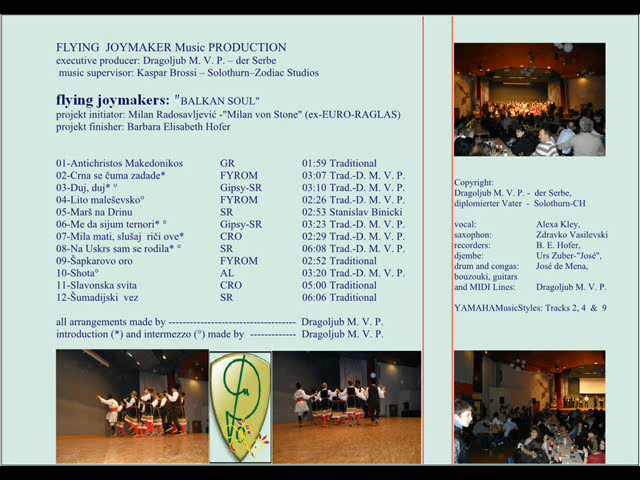 FLYING JOYMAKER Music PRODUCTION
executive producer: Dragoljub M. V. P. – der Serbe
music supervisor: Kaspar Brossi – Solothurn–Zodiac Studios
flying joymakers: "BALKAN SOUL"
projekt initiator: Milan Radosavljević -"Milan von Stone" (ex-EURO-RAGLAS)
projekt finisher: Barbara Elisabeth Hofer
01-Antichristos Makedonikos GR 01:59 Traditional
02-Crna se čuma zadade* FYROM 03:07 Trad.-D. M. V. P.
03-Duj, duj* ° Gipsy-SR 03:10 Trad.-D. M. V. P.
04-Lito maleševsko° FYROM 02:26 Trad.-D. M. V. P.
05-Marš na Drinu SR 02:53 Stanislav Binicki
06-Me da sijum ternori* ° Gipsy-SR 03:23 Trad.-D. M. V. P.
07-Mila mati, slušaj riči ove* CRO 02:29 Trad.-D. M. V. P.
08-Na Uskrs sam se rodila* ° SR 06:08 Trad.-D. M. V. P.
09-Šapkarovo oro FYROM 02:52 Traditional
10-Shota° AL 03:20 Trad.-D. M. V. P.
11-Slavonska svita CRO 05:00 Traditional
12-Šumadijski vez SR 06:06 Traditional
all arrangements made by ---------------------------------- Dragoljub M. V. P.
introduction (*) and intermezzo (°) made by ------------- Dragoljub M. V. P.
Copyright:
Dragoljub M. V. P. - der Serbe,
diplomierter Vater - Solothurn-CH
vocal: Alexa Kley,
saxophon: Zdravko Vasilevski
recorders: B. E. Hofer,
djembe: Urs Zuber-"José",
drum and congas: José de Mena,
bouzouki, guitars
and MIDI Lines: Dragoljub M. V. P.
YAMAHAMusicStyles: Tracks 2, 4 & 9